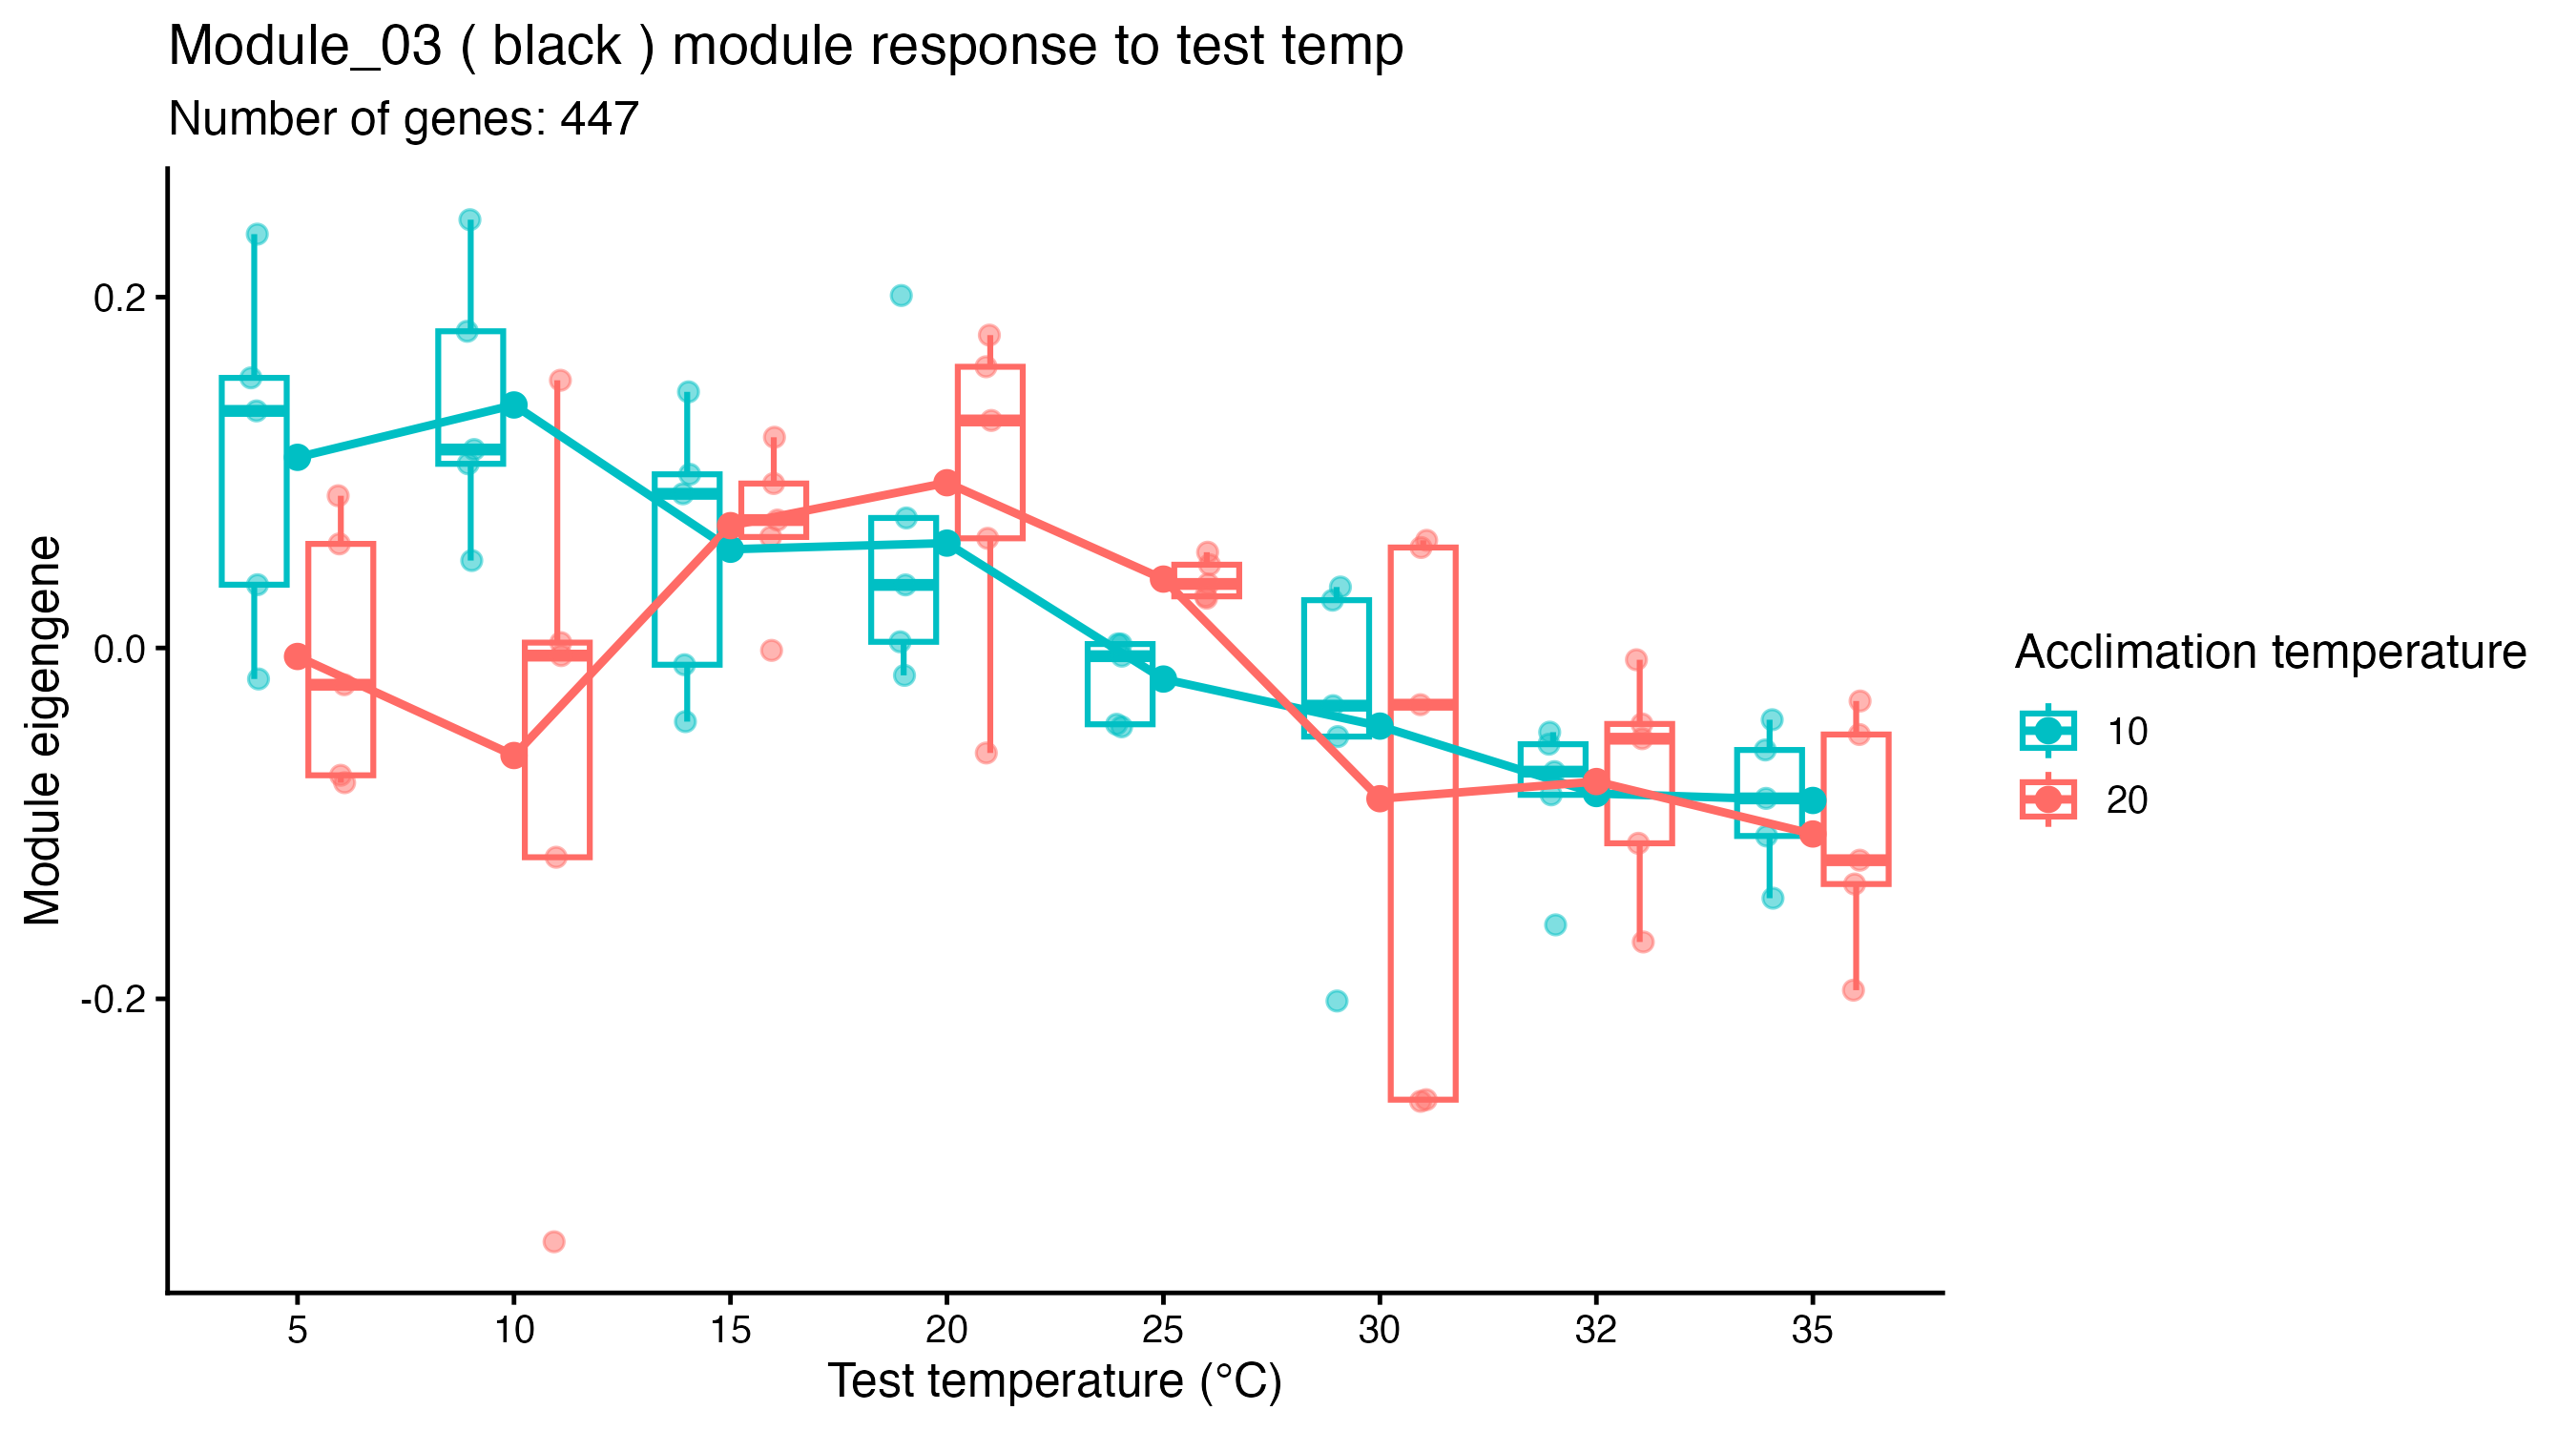 Module_03 ( black ) module response to test temp
Number of genes: 447
Module eigengene
0.2
0.0
-0.2
5 10 15 20 25 30 32 35
Test temperature (°C)
Acclimation temperature
10
20